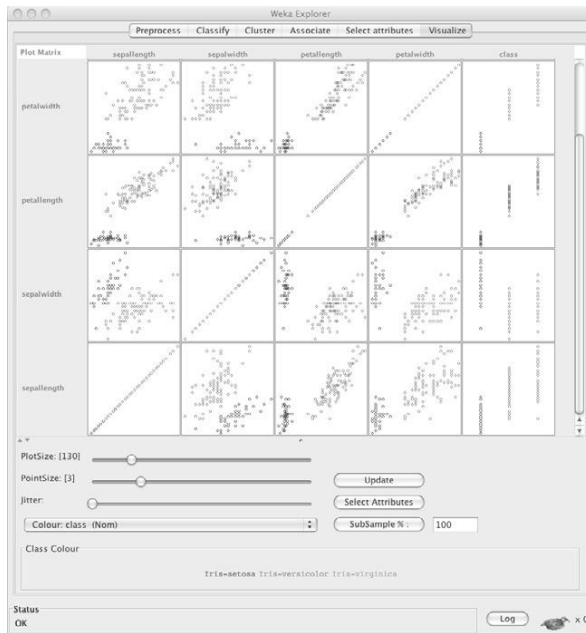 Weka Explorer
Preprocess Classify Cluster Associate Select attributes Visualize
Plot Matrix sepallength sepalwidth petallength petalwidth class
petalwidth
petallength
sepalwidth
sepallength
PlotSize: [130]
PointSize: [3] Update
Jitter: Select Attributes
Colour: class (Nom) SubSample % : 100
Class Colour
Iris-setosa Iris-versicolor Iris-virginica
Status
OK Log x 0